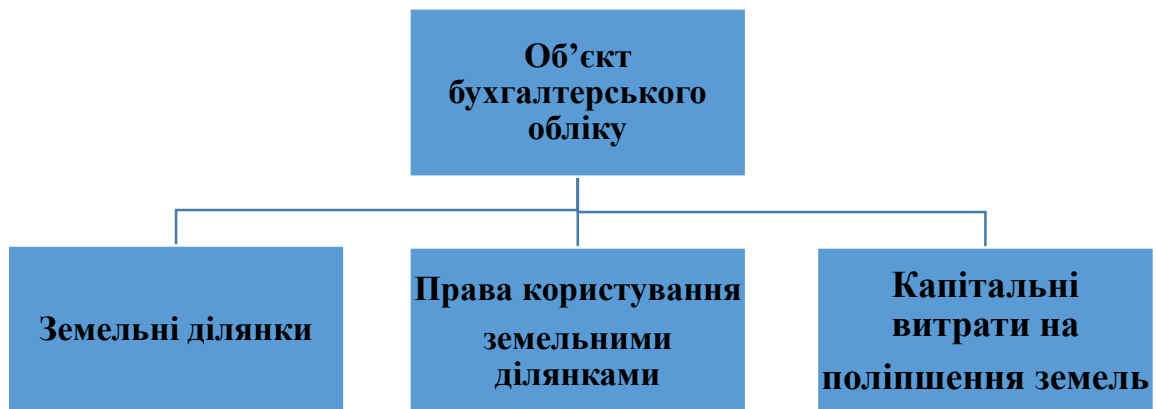 Об’єкт
бухгалтерського
обліку
Земельні ділянки
Права користування
земельними
ділянками
Капітальні
витрати на
поліпшення земель